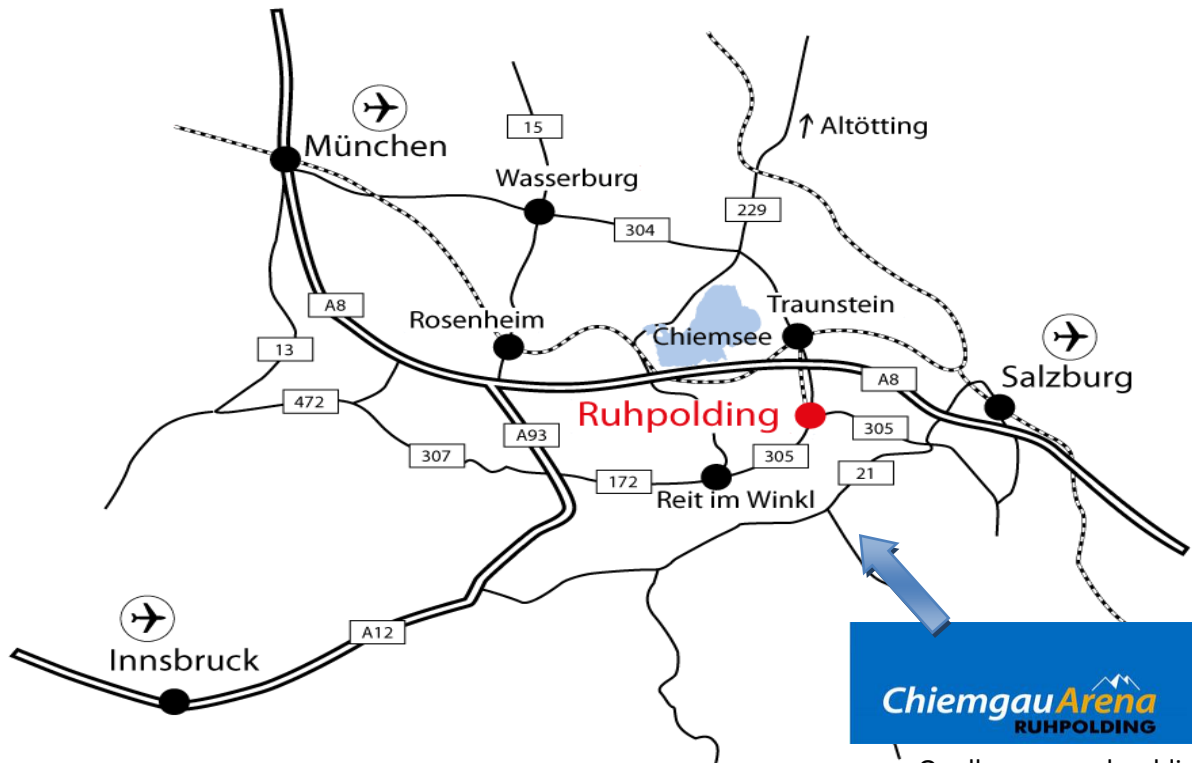 München
15
Altötting
Wasserburg
229
304
A8
Rosenheim
Traunstein
Chiemsee
13
Salzburg
A8
472
Ruhpolding
A93
305
307
305
172
21
Reit im Winkl
A12
Innsbruck
ChiemgauArena
RUHPOLDING